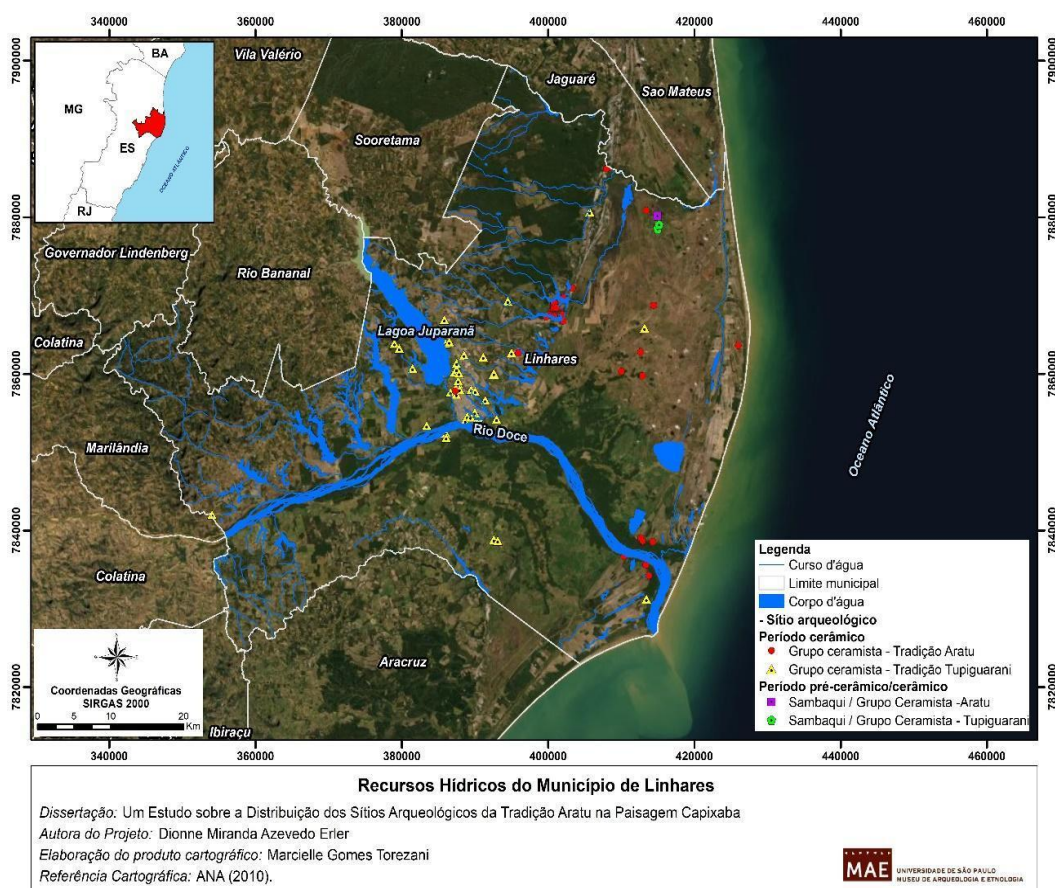 340000 360000 380000 400000 420000 440000 460000
7900000 7900000
7880000 7880000
7860000 7860000
7840000 7840000
7820000 7820000
BA
MG
ES
RJ
OCEANO ATLÂNTICO
Vila Valério
Jaguaré
Sao Mateus
Sooretama
Governador Lindenberg
Rio Bananal
Colatina
Lagoa Juparanã
Linhares
Marilândia
Rio Doce
Oceano Atlântico
Colatina
Aracruz
Ibiraçu
Legenda
Curso d'água
Limite municipal
Corpo d'água
- Sítio arqueológico
Período cerâmico
Grupo ceramista - Tradição Aratu
Grupo ceramista - Tradição Tupiguarani
Período pré-cerâmico/cerâmico
Sambaqui / Grupo Ceramista -Aratu
Sambaqui / Grupo Ceramista - Tupiguarani
Coordenadas Geográficas
SIRGAS 2000
0 5 10 20
Km
340000 360000 380000 400000 420000 440000 460000
Recursos Hídricos do Município de Linhares
Dissertação: Um Estudo sobre a Distribuição dos Sítios Arqueológicos da Tradição Aratu na Paisagem Capixaba
Autora do Projeto: Dionne Miranda Azevedo Erler
Elaboração do produto cartográfico: Marcielle Gomes Torezani
Referência Cartográfica: ANA (2010).
MAE
UNIVERSIDADE DE SÃO PAULO
MUSEU DE ARQUEOLOGIA E ETNOLOGIA